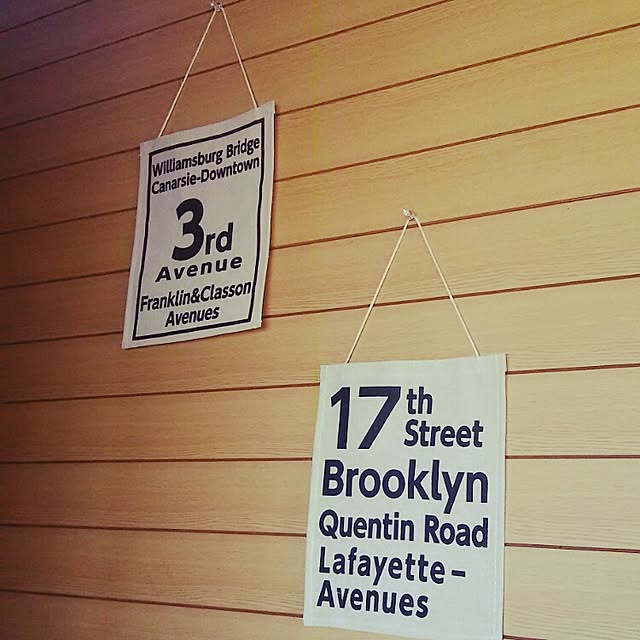 Williamsburg Bridge
Canarsie-Downtown
3rd
Avenue
Franklin&Classon
Avenues
17th
Street
Brooklyn
Quentin Road
Lafayette-
Avenues